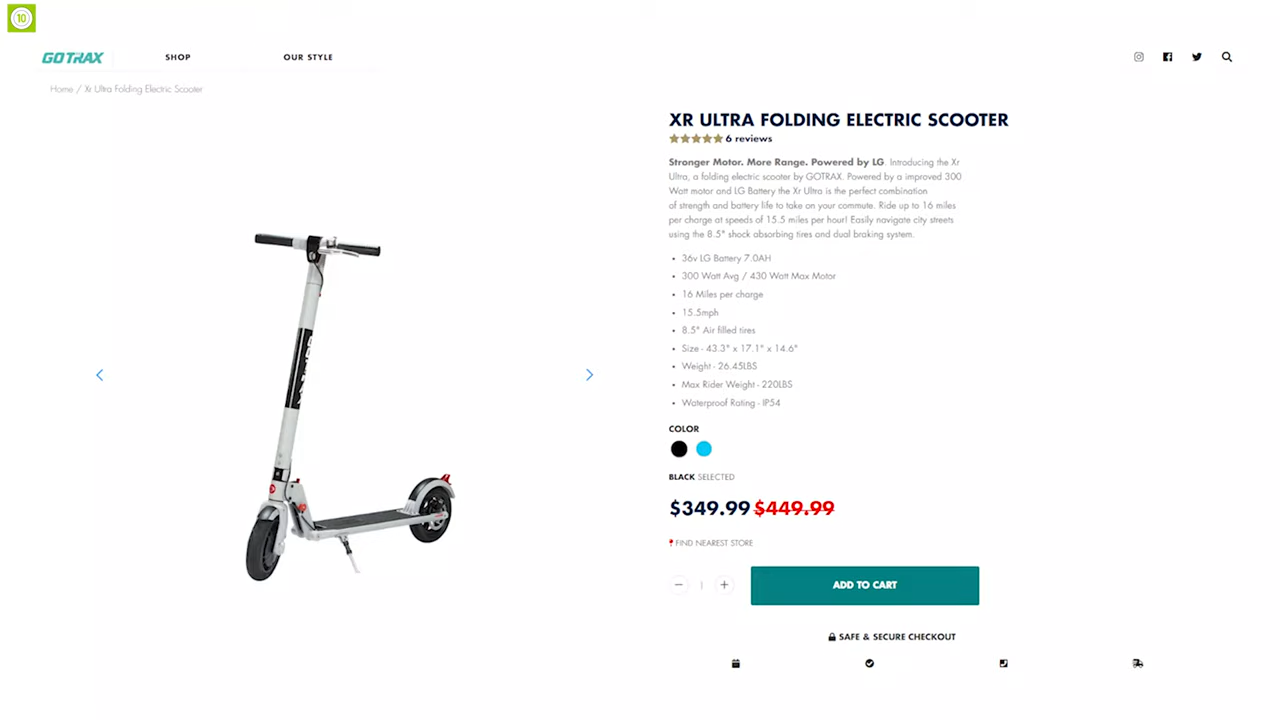 10
GOTRAX
SHOP
OUR STYLE
Home / Xr Ultra Folding Electric Scooter
XR ULTRA FOLDING ELECTRIC SCOOTER
6 reviews
Stronger Motor. More Range. Powered by LG. Introducing the Xr
Ultra, a folding electric scooter by GOTRAX. Powered by a improved 300
Watt motor and LG Battery the Xr Ultra is the perfect combination
of strength and battery life to take on your commute. Ride up to 16 miles
per charge at speeds of 15.5 miles per hour! Easily navigate city streets
using the 8.5" shock absorbing tires and dual braking system.
• 36v LG Battery 7.0AH
• 300 Watt Avg / 430 Watt Max Motor
• 16 Miles per charge
• 15.5mph
• 8.5" Air filled tires
• Size - 43.3" x 17.1" x 14.6"
• Weight - 26.45LBS
• Max Rider Weight - 220LBS
• Waterproof Rating - IP54
COLOR
BLACK SELECTED
$349.99 $449.99
FIND NEAREST STORE
− 1 +
ADD TO CART
SAFE & SECURE CHECKOUT